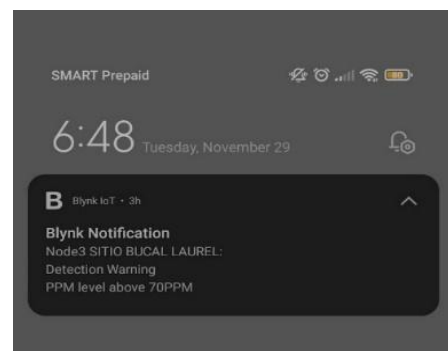 SMART Prepaid
6:48 Tuesday, November 29
B Blynk IoT • 3h
Blynk Notification
Node3 SITIO BUCAL LAUREL:
Detection Warning
PPM level above 70PPM